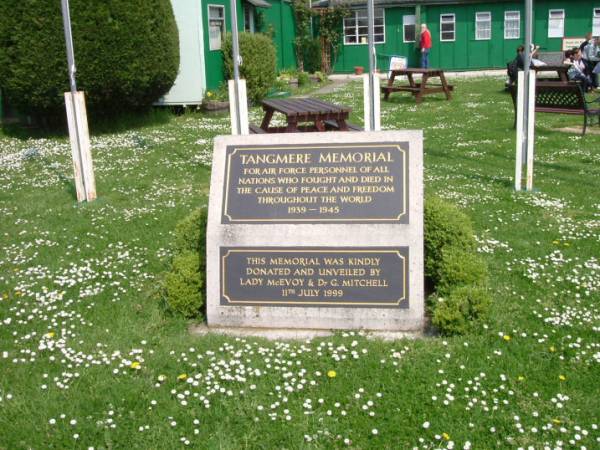 TANGMERE MEMORIAL
FOR AIR FORCE PERSONNEL OF ALL
NATIONS WHO FOUGHT AND DIED IN
THE CAUSE OF PEACE AND FREEDOM
THROUGHOUT THE WORLD
1939 - 1945
THIS MEMORIAL WAS KINDLY
DONATED AND UNVEILED BY
LADY McEVOY & Dr G. MITCHELL
11TH JULY 1999